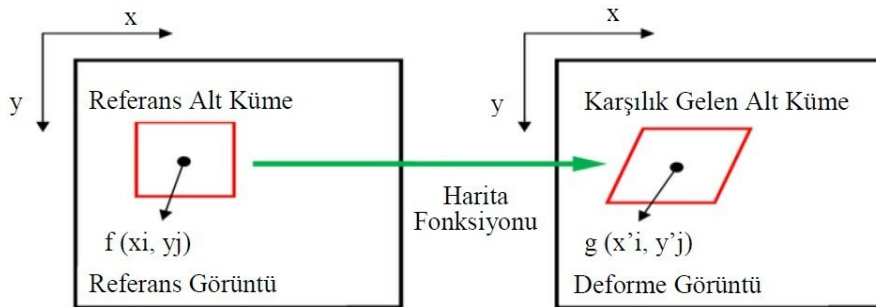 x
y
Referans Alt Küme
f (xi, yj)
Referans Görüntü
Harita
Fonksiyonu
x
y
Karşılık Gelen Alt Küme
g (x’i, y’j)
Deforme Görüntü